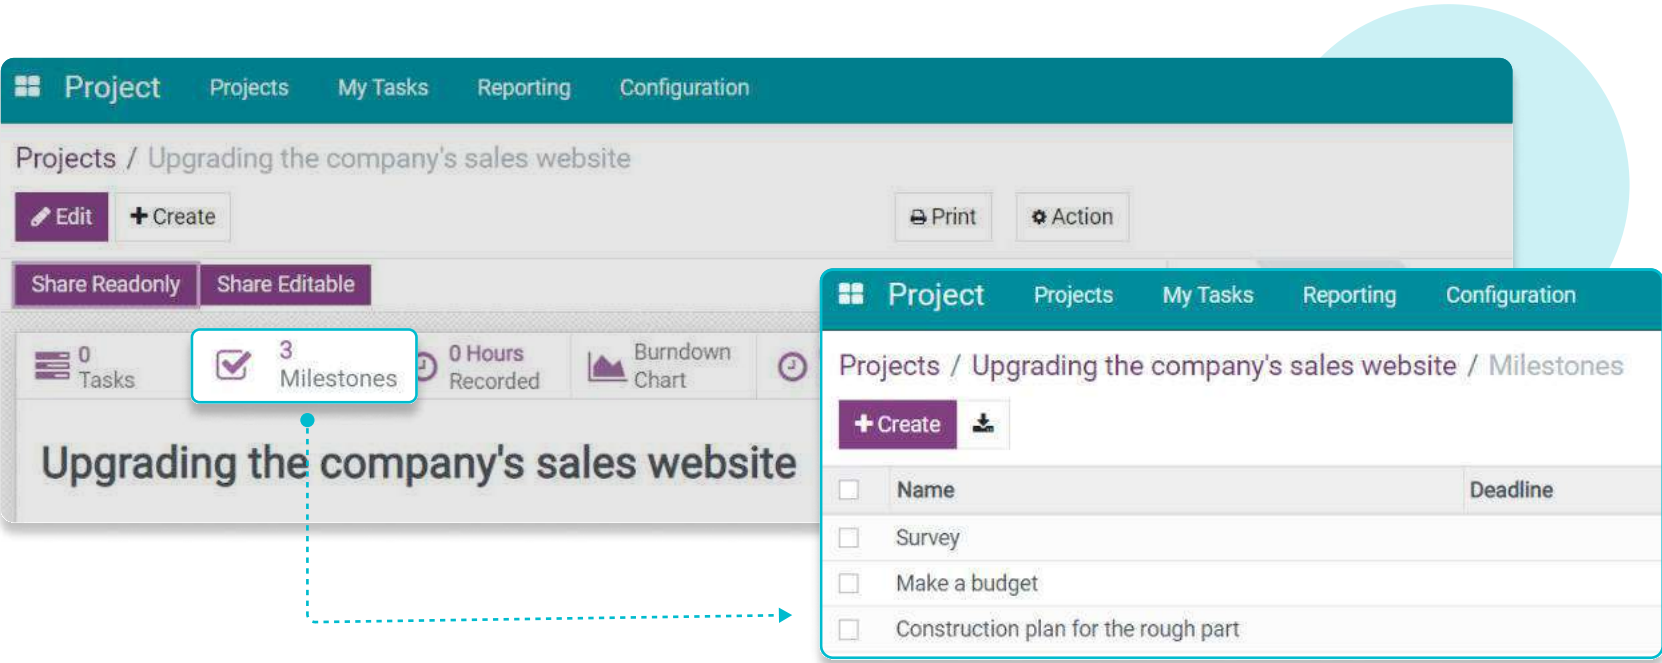 Project Projects My Tasks Reporting Configuration
Projects / Upgrading the company's sales website
Edit + Create Print Action
Share Readonly Share Editable
0 Tasks
3 Milestones
0 Hours Recorded
Burndown Chart
Upgrading the company's sales website
Project Projects My Tasks Reporting Configuration
Projects / Upgrading the company's sales website / Milestones
+ Create
Name Deadline
Survey
Make a budget
Construction plan for the rough part